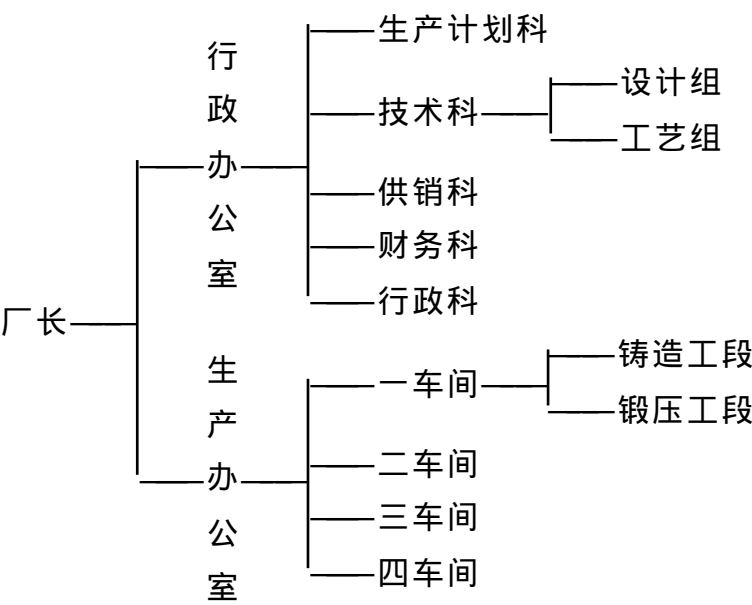 厂长
行政办公室
生产计划科
技术科
设计组
工艺组
供销科
财务科
行政科
生产办公室
一车间
铸造工段
锻压工段
二车间
三车间
四车间